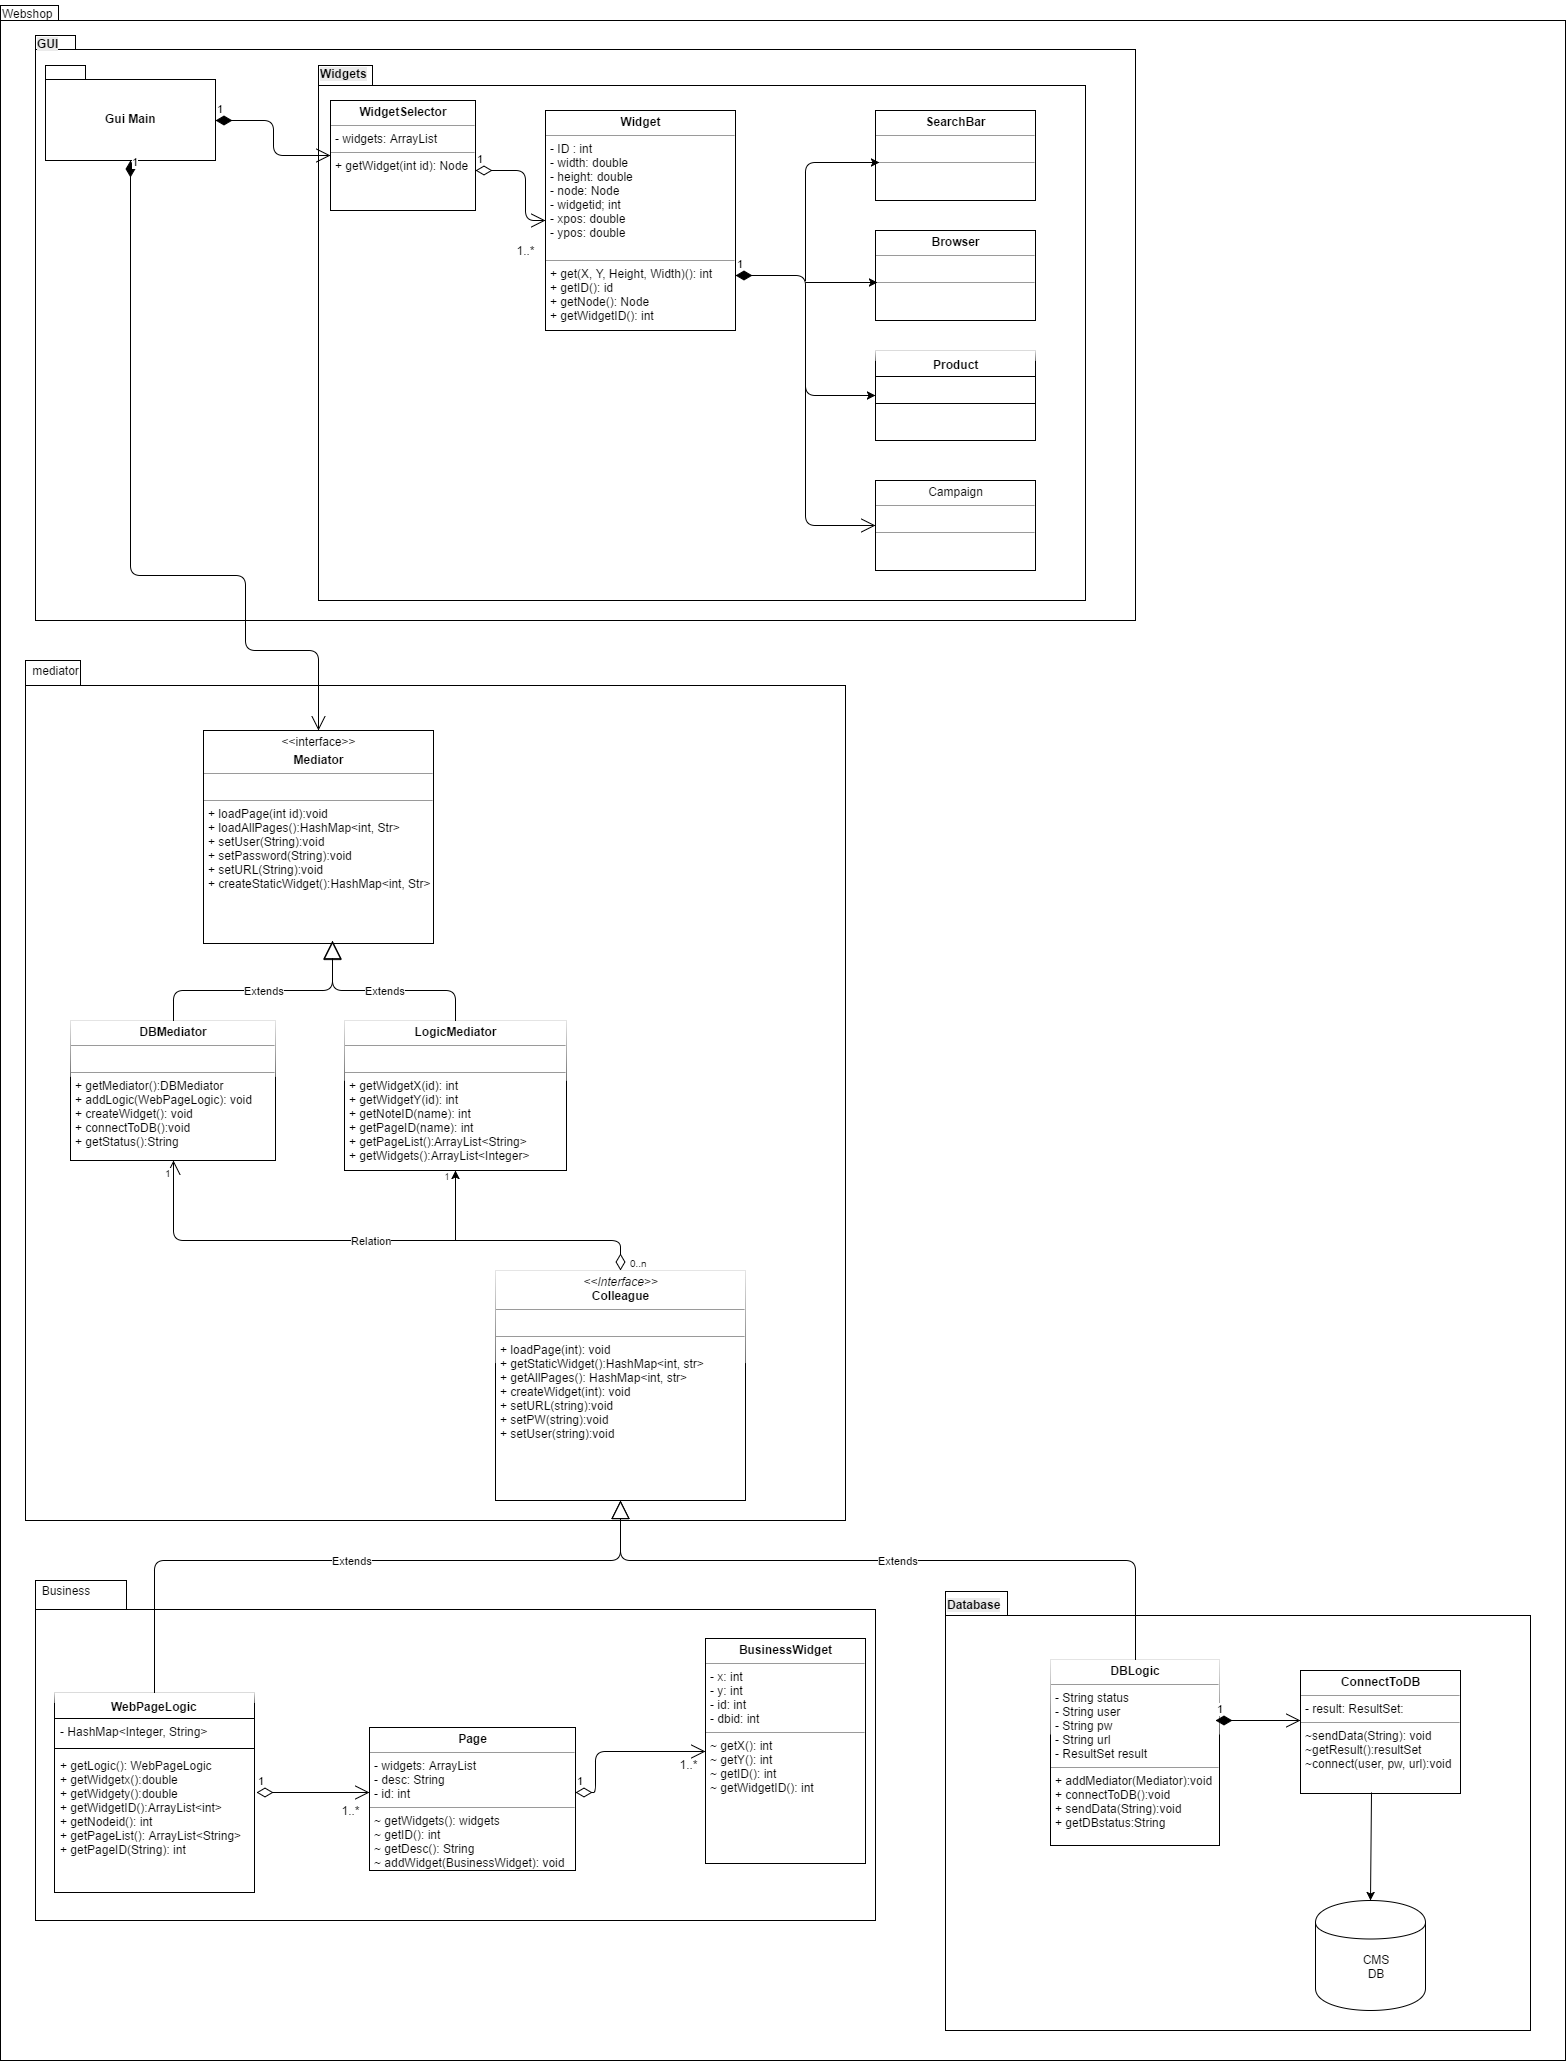 Webshop
GUI
Gui Main
1
1
Widgets
WidgetSelector
- widgets: ArrayList
+ getWidget(int id): Node
1
1..*
Widget
- ID : int
- width: double
- height: double
- node: Node
- widgetid; int
- xpos: double
- ypos: double
+ get(X, Y, Height, Width)(): int
+ getID(): id
+ getNode(): Node
+ getWidgetID(): int
1
SearchBar
Browser
Product
Campaign
mediator
<<interface>>
Mediator
+ loadPage(int id):void
+ loadAllPages():HashMap<int, Str>
+ setUser(String):void
+ setPassword(String):void
+ setURL(String):void
+ createStaticWidget():HashMap<int, Str>
Extends
Extends
DBMediator
+ getMediator():DBMediator
+ addLogic(WebPageLogic): void
+ createWidget(): void
+ connectToDB():void
+ getStatus():String
1
LogicMediator
+ getWidgetX(id): int
+ getWidgetY(id): int
+ getNoteID(name): int
+ getPageID(name): int
+ getPageList():ArrayList<String>
+ getWidgets():ArrayList<Integer>
1
Relation
0..n
<<Interface>>
Colleague
+ loadPage(int): void
+ getStaticWidget():HashMap<int, str>
+ getAllPages(): HashMap<int, str>
+ createWidget(int): void
+ setURL(string):void
+ setPW(string):void
+ setUser(string):void
Extends
Extends
Business
WebPageLogic
- HashMap<Integer, String>
+ getLogic(): WebPageLogic
+ getWidgetx():double
+ getWidgety():double
+ getWidgetID():ArrayList<int>
+ getNodeid(): int
+ getPageList(): ArrayList<String>
+ getPageID(String): int
1
1..*
Page
- widgets: ArrayList
- desc: String
- id: int
~ getWidgets(): widgets
~ getID(): int
~ getDesc(): String
~ addWidget(BusinessWidget): void
1
1..*
BusinessWidget
- x: int
- y: int
- id: int
- dbid: int
~ getX(): int
~ getY(): int
~ getID(): int
~ getWidgetID(): int
Database
DBLogic
- String status
- String user
- String pw
- String url
- ResultSet result
+ addMediator(Mediator):void
+ connectToDB():void
+ sendData(String):void
+ getDBstatus:String
1
ConnectToDB
- result: ResultSet:
~sendData(String): void
~getResult():resultSet
~connect(user, pw, url):void
CMS
DB